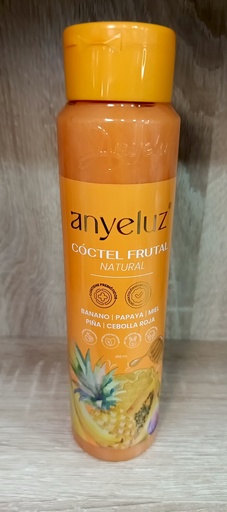 anyeluz®
CÓCTEL FRUTAL
NATURAL
BANANO | PAPAYA | MIEL
PIÑA | CEBOLLA ROJA